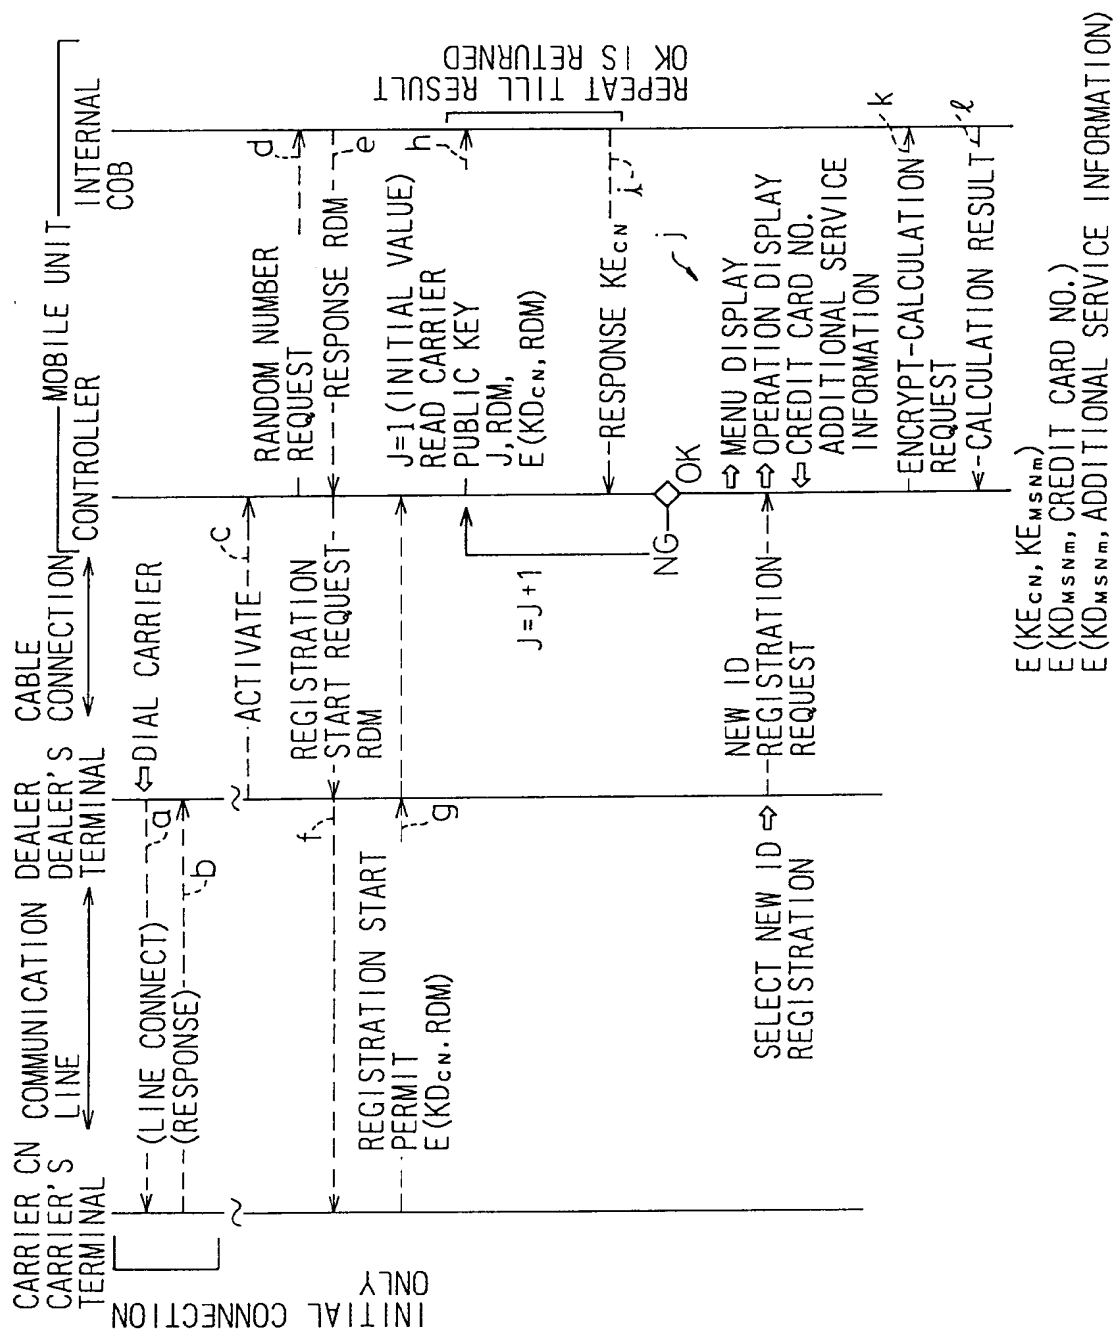 CARRIER CN
CARRIER'S
TERMINAL
COMMUNICATION
LINE
DEALER
DEALER'S
TERMINAL
CABLE
CONNECTION
MOBILE UNIT
CONTROLLER
INTERNAL
COB
INITIAL CONNECTION
ONLY
(LINE CONNECT)
a
(RESPONSE)
b
DIAL CARRIER
ACTIVATE
c
RANDOM NUMBER
REQUEST
d
RESPONSE RDM
e
REGISTRATION
START REQUEST
RDM
f
REGISTRATION START
PERMIT
E(KDCN. RDM)
g
J=1(INITIAL VALUE)
READ CARRIER
PUBLIC KEY
J, RDM,
E(KDCN, RDM)
h
REPEAT TILL RESULT
OK IS RETURNED
J=J+1
RESPONSE KECN
i
NG
OK
j
SELECT NEW ID
REGISTRATION
NEW ID
REGISTRATION
REQUEST
MENU DISPLAY
OPERATION DISPLAY
CREDIT CARD NO.
ADDITIONAL SERVICE
INFORMATION
ENCRYPT-CALCULATION
REQUEST
k
CALCULATION RESULT
ℓ
E(KECN, KEMSNm)
E(KDMSNm, CREDIT CARD NO.)
E(KDMSNm, ADDITIONAL SERVICE INFORMATION)